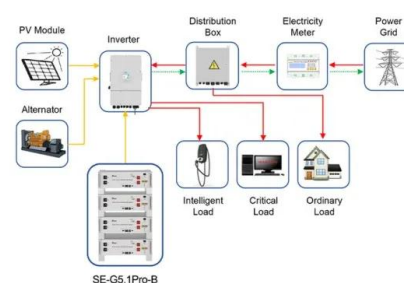 PV Module
Inverter
Distribution
Box
Electricity
Meter
Power
Grid
Alternator
Intelligent
Load
Critical
Load
Ordinary
Load
SE-G5.1Pro-B